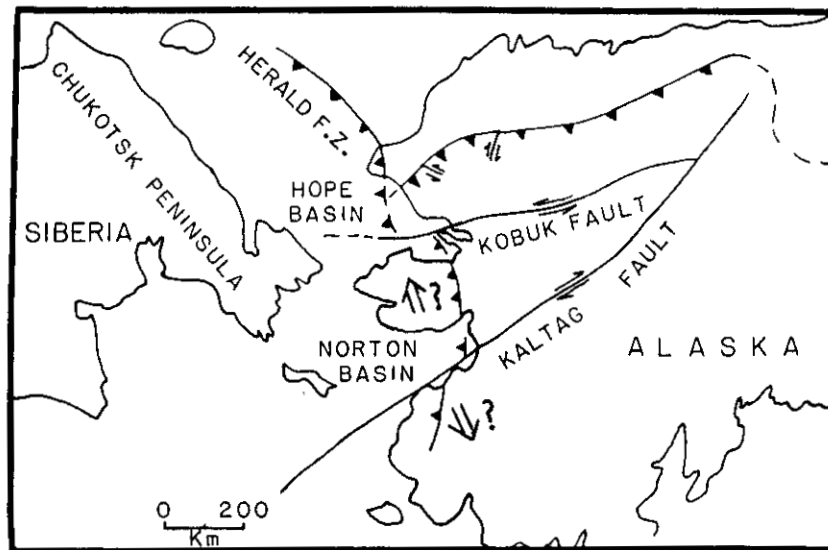 HERALD F.Z.
CHUKOTSK PENINSULA
HOPE
BASIN
SIBERIA
KOBUK FAULT
?
NORTON
BASIN
KALTAG FAULT
ALASKA
?
0 200
Km